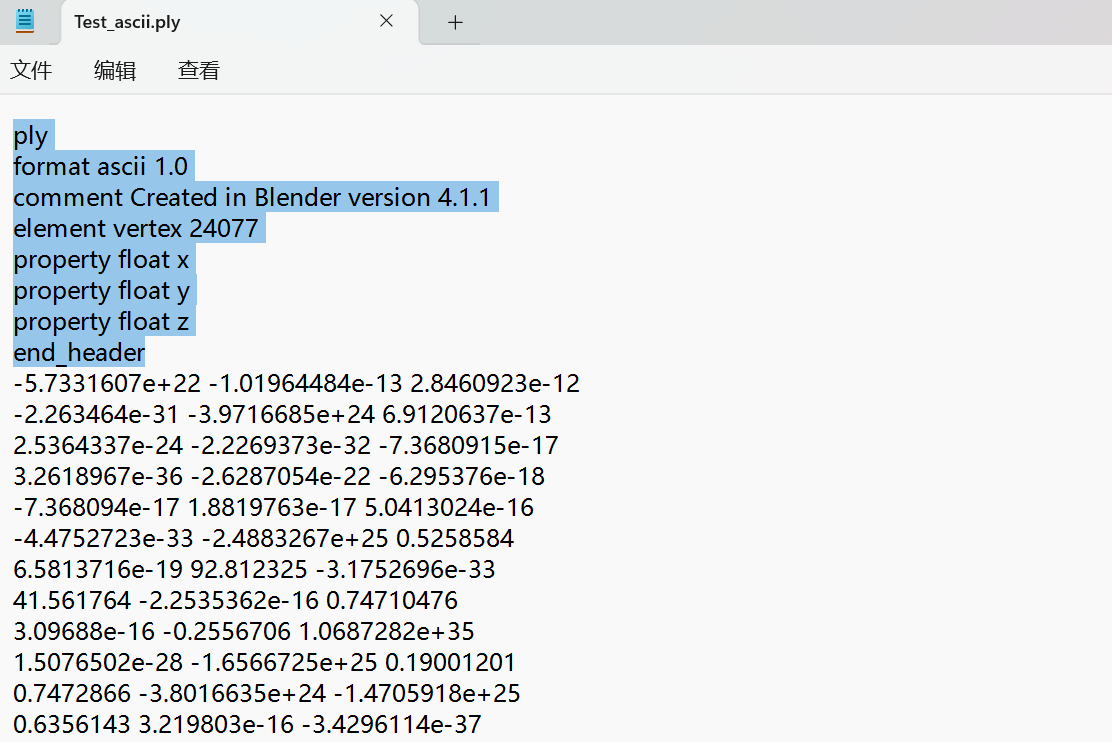 Test_ascii.ply
文件 编辑 查看
ply
format ascii 1.0
comment Created in Blender version 4.1.1
element vertex 24077
property float x
property float y
property float z
end_header
-5.7331607e+22 -1.01964484e-13 2.8460923e-12
-2.263464e-31 -3.9716685e+24 6.9120637e-13
2.5364337e-24 -2.2269373e-32 -7.3680915e-17
3.2618967e-36 -2.6287054e-22 -6.295376e-18
-7.368094e-17 1.8819763e-17 5.0413024e-16
-4.4752723e-33 -2.4883267e+25 0.5258584
6.5813716e-19 92.812325 -3.1752696e-33
41.561764 -2.2535362e-16 0.74710476
3.09688e-16 -0.2556706 1.0687282e+35
1.5076502e-28 -1.6566725e+25 0.19001201
0.7472866 -3.8016635e+24 -1.4705918e+25
0.6356143 3.219803e-16 -3.4296114e-37